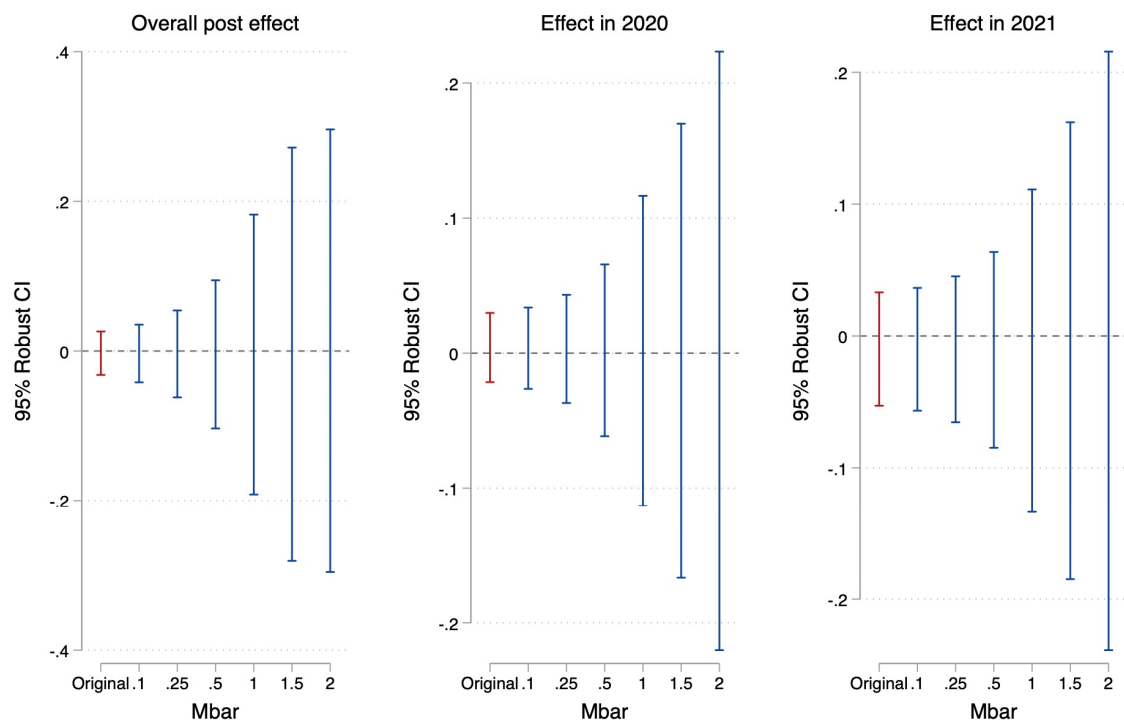 Overall post effect
.4
.2
0
-.2
-.4
95% Robust CI
Original .1 .25 .5 1 1.5 2
Mbar
Effect in 2020
.2
.1
0
-.1
-.2
95% Robust CI
Original .1 .25 .5 1 1.5 2
Mbar
Effect in 2021
.2
.1
0
-.1
-.2
95% Robust CI
Original .1 .25 .5 1 1.5 2
Mbar